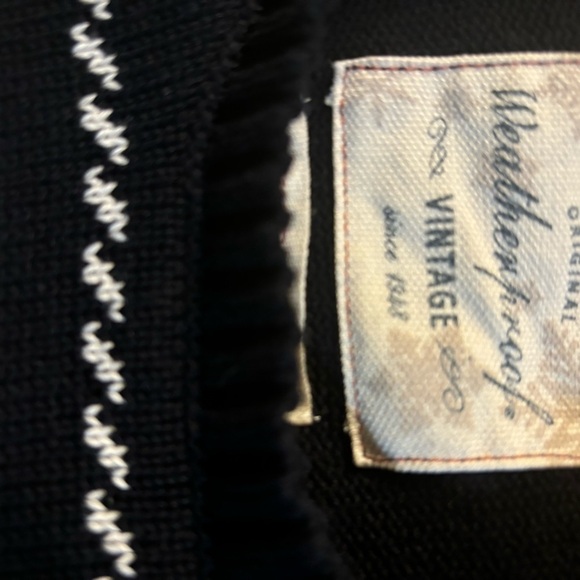 ORIGINAL
Weatherproof
VINTAGE
since 1948